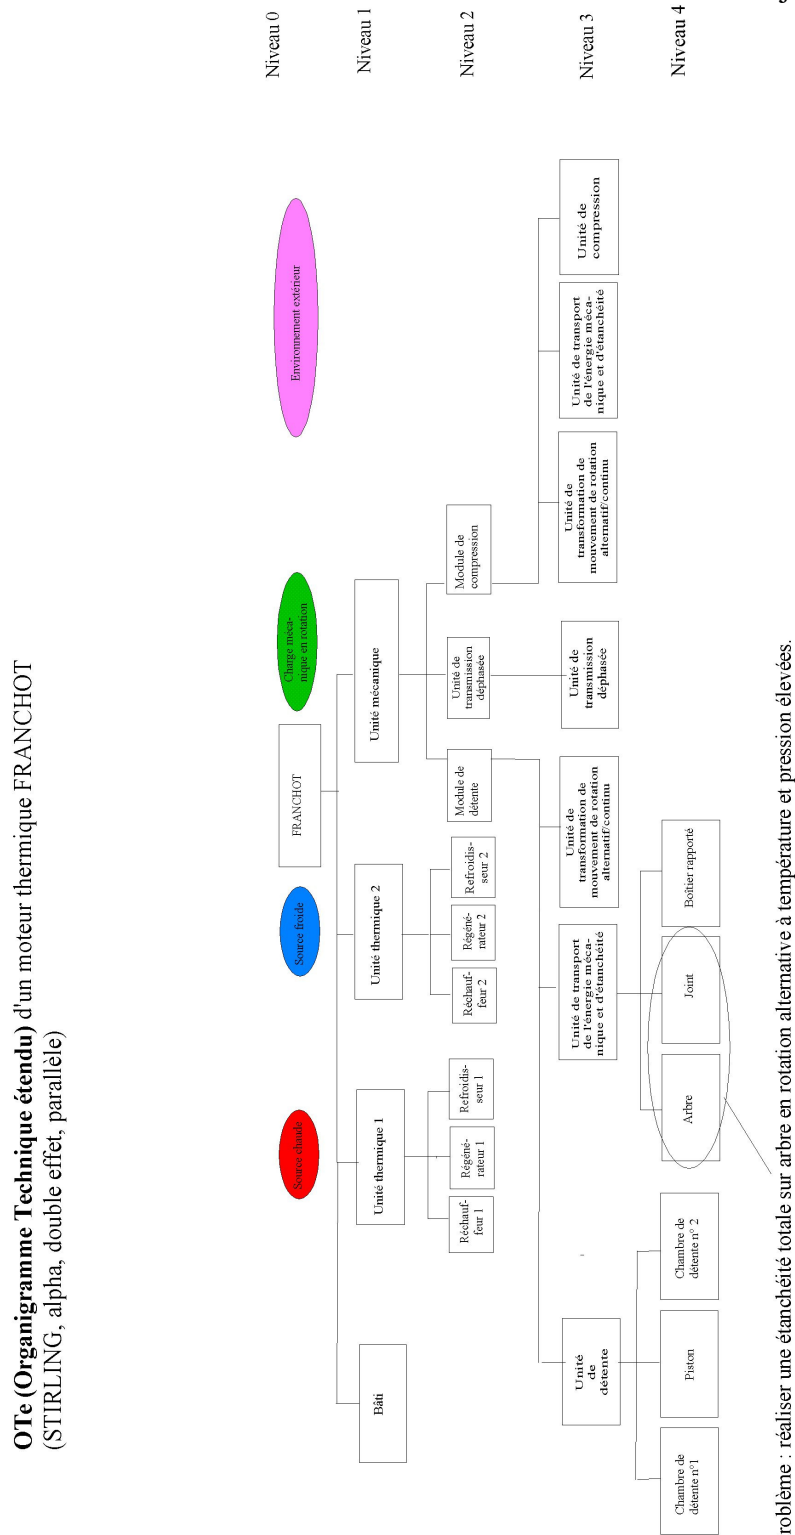 OTe (Organigramme Technique étendu) d'un moteur thermique FRANCHOT
(STIRLING, alpha, double effet, parallèle)
Source chaude
Source froide
FRANCHOT
Charge méca-
nique en rotation
Environnement extérieur
Niveau 0
Bâti
Unité thermique 1
Unité thermique 2
Unité mécanique
Niveau 1
Réchauf-
feur 1
Régéné-
rateur 1
Refroidis-
seur 1
Réchauf-
feur 2
Régéné-
rateur 2
Refroidis-
seur 2
Module de
détente
Unité de
transmission
déphasée
Module de
compression
Niveau 2
Unité
de
détente
Unité de transport
de l'énergie méca-
nique et d'étanchéité
Unité de
transformation de
mouvement de rotation
alternatif/continu
Unité de
transmission
déphasée
Unité de
transformation de
mouvement de rotation
alternatif/continu
Unité de transport
de l'énergie méca-
nique et d'étanchéité
Unité de
compression
Niveau 3
Chambre de
détente n°1
Piston
Chambre de
détente n° 2
Arbre
Joint
Boîtier rapporté
Niveau 4
roblème : réaliser une étanchéité totale sur arbre en rotation alternative à température et pression élevées.